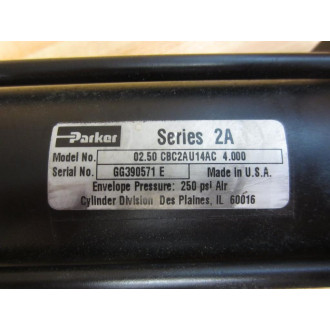 Parker Series 2A
Model No. 02.50 CBC2AU14AC 4.000
Serial No. GG390571 E Made in U.S.A.
Envelope Pressure: 250 psi Air
Cylinder Division Des Plaines, IL 60016